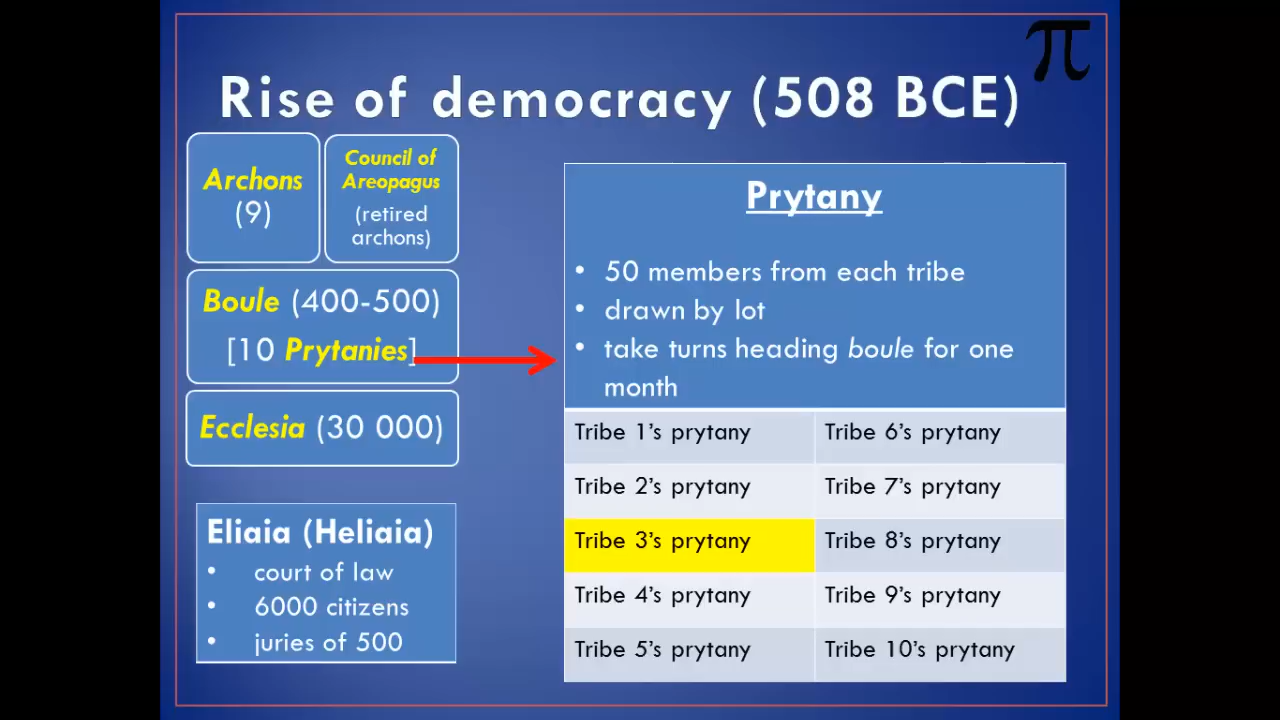 π
Rise of democracy (508 BCE)
Archons
(9)
Council of
Areopagus
(retired
archons)
Boule (400-500)
[10 Prytanies]
Ecclesia (30 000)
Eliaia (Heliaia)
• court of law
• 6000 citizens
• juries of 500
Prytany
• 50 members from each tribe
• drawn by lot
• take turns heading boule for one
month
Tribe 1's prytany
Tribe 6's prytany
Tribe 2's prytany
Tribe 7's prytany
Tribe 3's prytany
Tribe 8's prytany
Tribe 4's prytany
Tribe 9's prytany
Tribe 5's prytany
Tribe 10's prytany